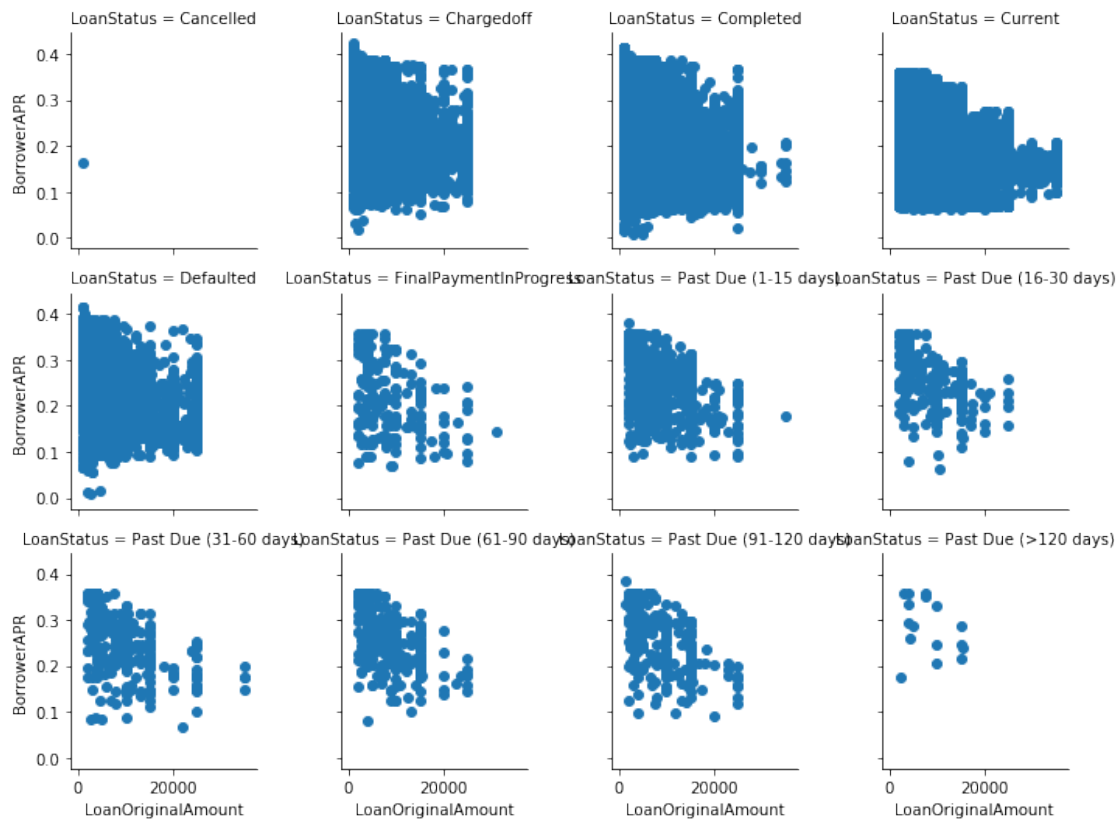 LoanStatus = Cancelled
LoanStatus = Chargedoff
LoanStatus = Completed
LoanStatus = Current
0.4
0.3
0.2
0.1
0.0
BorrowerAPR
LoanStatus = Defaulted
LoanStatus = FinalPaymentInProgress
LoanStatus = Past Due (1-15 days)
LoanStatus = Past Due (16-30 days)
0.4
0.3
0.2
0.1
0.0
BorrowerAPR
LoanStatus = Past Due (31-60 days)
LoanStatus = Past Due (61-90 days)
LoanStatus = Past Due (91-120 days)
LoanStatus = Past Due (>120 days)
0.4
0.3
0.2
0.1
0.0
BorrowerAPR
0 20000
0 20000
0 20000
0 20000
LoanOriginalAmount
LoanOriginalAmount
LoanOriginalAmount
LoanOriginalAmount